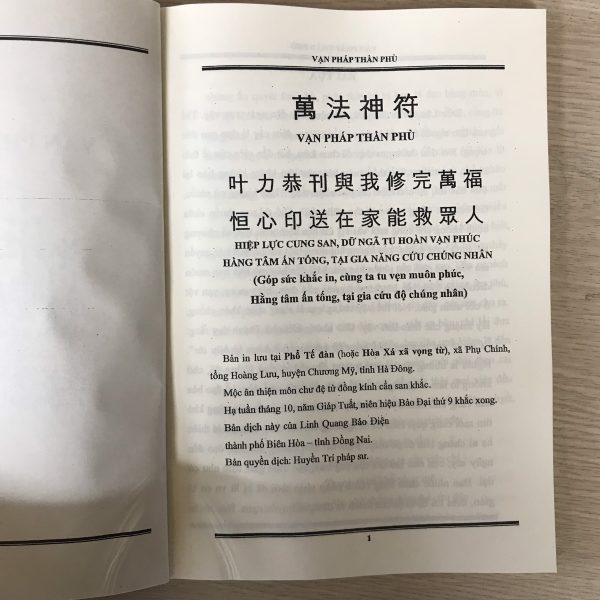 VẠN PHÁP THẦN PHÙ
萬法神符
VẠN PHÁP THẦN PHÙ
叶力恭刊與我修完萬福
恒心印送在家能救眾人
HIỆP LỰC CUNG SAN, DỮ NGÃ TU HOÀN VẠN PHÚC
HÀNG TÂM ẤN TỐNG, TẠI GIA NĂNG CỨU CHÚNG NHÂN
(Góp sức khắc in, cùng ta tu vẹn muôn phúc,
Hằng tâm ấn tống, tại gia cứu độ chúng nhân)
Bản in lưu tại Phổ Tế đàn (hoặc Hòa Xá xã vọng từ), xã Phụ Chính,
tổng Hoàng Lưu, huyện Chương Mỹ, tỉnh Hà Đông.
Mộc ân thiện môn chư đệ tử đồng kính cẩn san khắc.
Hạ tuần tháng 10, năm Giáp Tuất, niên hiệu Bảo Đại thứ 9 khắc xong.
Bản dịch này của Linh Quang Bảo Điện
thành phố Biên Hòa – tỉnh Đồng Nai.
Bản quyền dịch: Huyền Trí pháp sư.
1